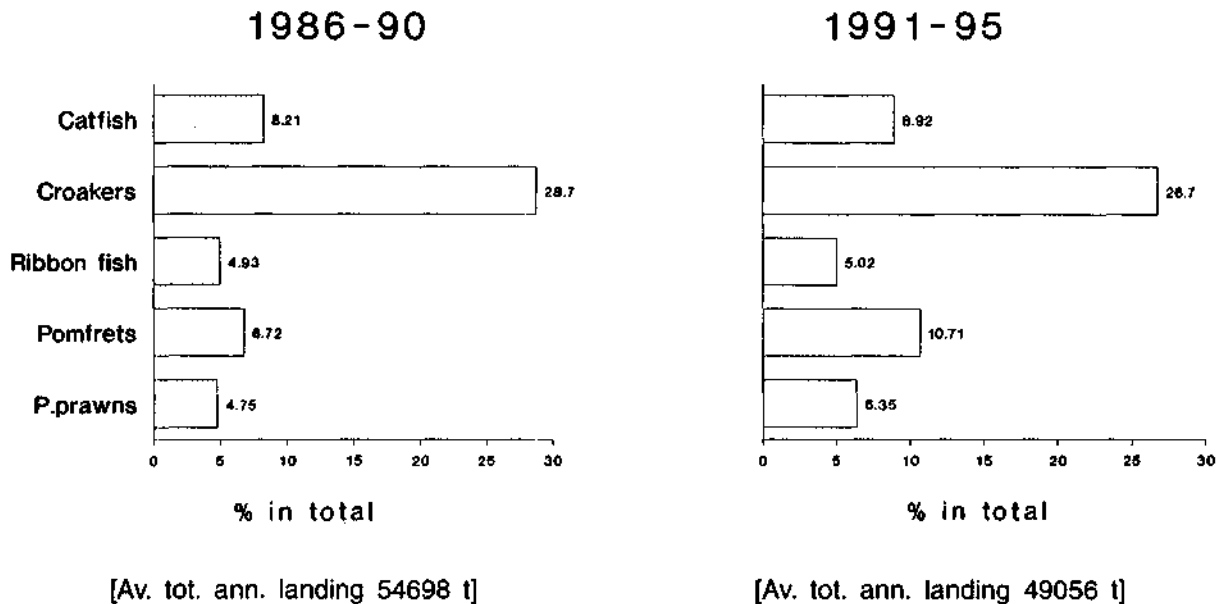 1986-90
Catfish 8.21
Croakers 28.7
Ribbon fish 4.93
Pomfrets 6.72
P.prawns 4.75
0 5 10 15 20 25 30
% in total
[Av. tot. ann. landing 54698 t]
1991-95
8.92
26.7
5.02
10.71
6.35
0 5 10 15 20 25 30
% in total
[Av. tot. ann. landing 49056 t]